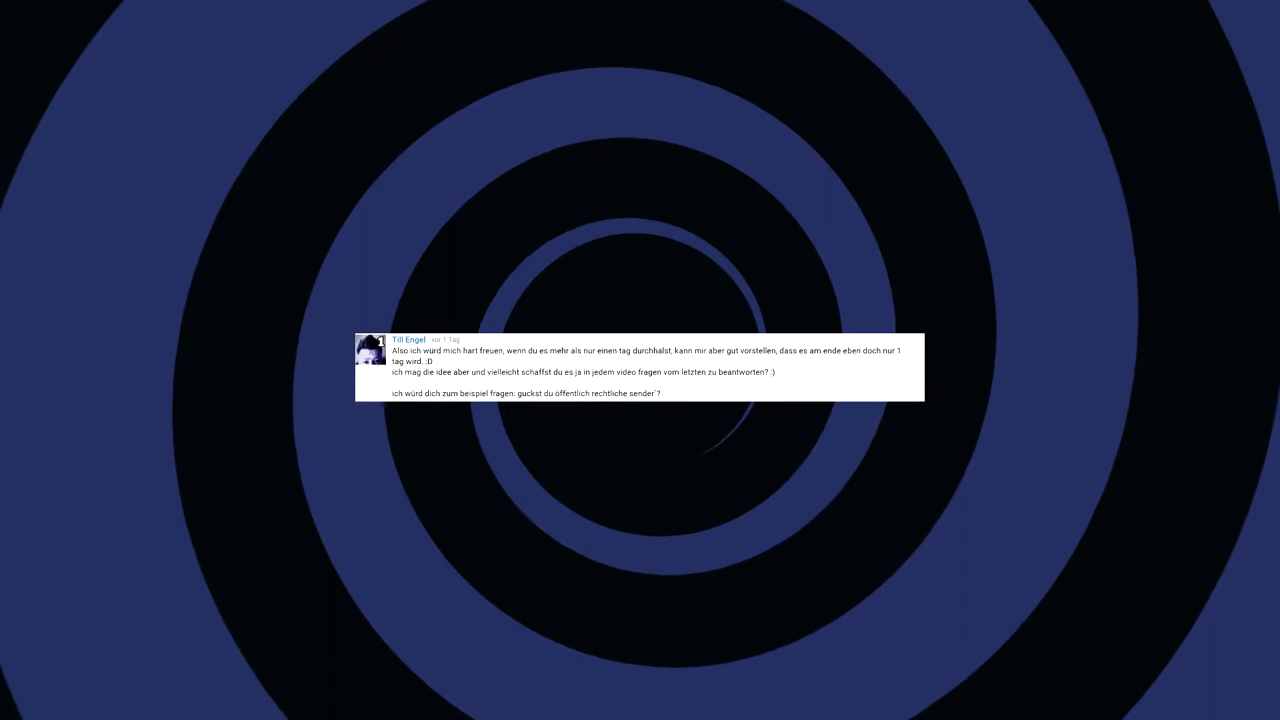 1
Till Engel vor 1 Tag
Also ich würd mich hart freuen, wenn du es mehr als nur einen tag durchhälst, kann mir aber gut vorstellen, dass es am ende eben doch nur 1
tag wird. :D
ich mag die idee aber und vielleicht schaffst du es ja in jedem video fragen vom letzten zu beantworten? :)
ich würd dich zum beispiel fragen: guckst du öffentlich rechtliche sender´?